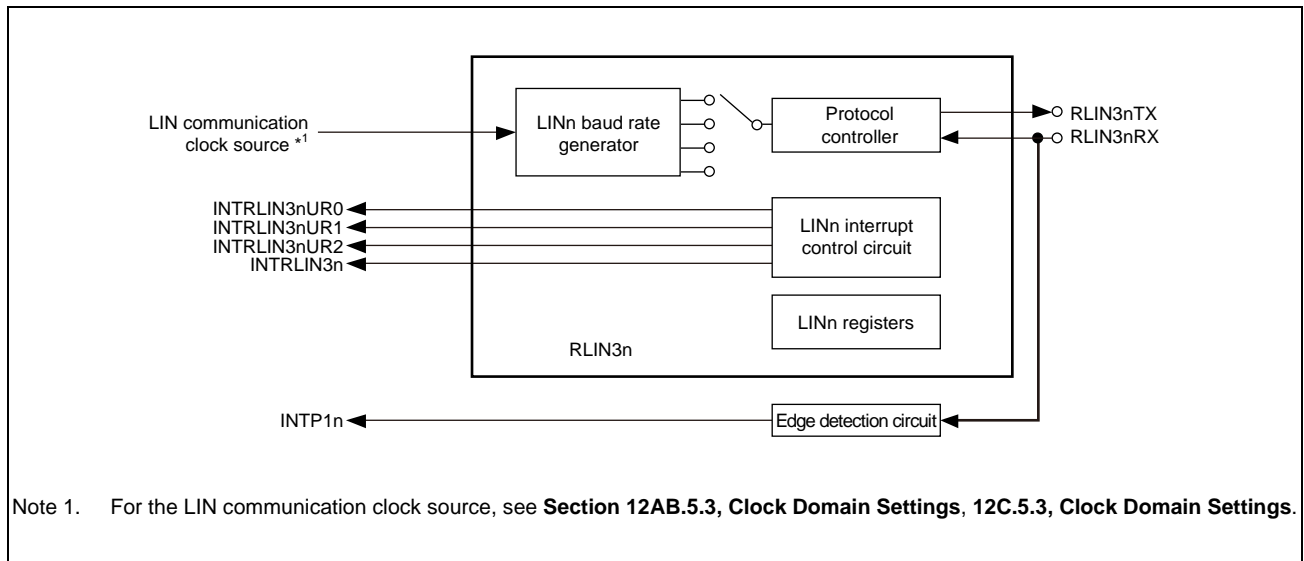 LIN communication
clock source *1
LINn baud rate
generator
Protocol
controller
RLIN3nTX
RLIN3nRX
INTRLIN3nUR0
INTRLIN3nUR1
INTRLIN3nUR2
INTRLIN3n
LINn interrupt
control circuit
LINn registers
RLIN3n
INTP1n
Edge detection circuit
Note 1. For the LIN communication clock source, see Section 12AB.5.3, Clock Domain Settings, 12C.5.3, Clock Domain Settings.